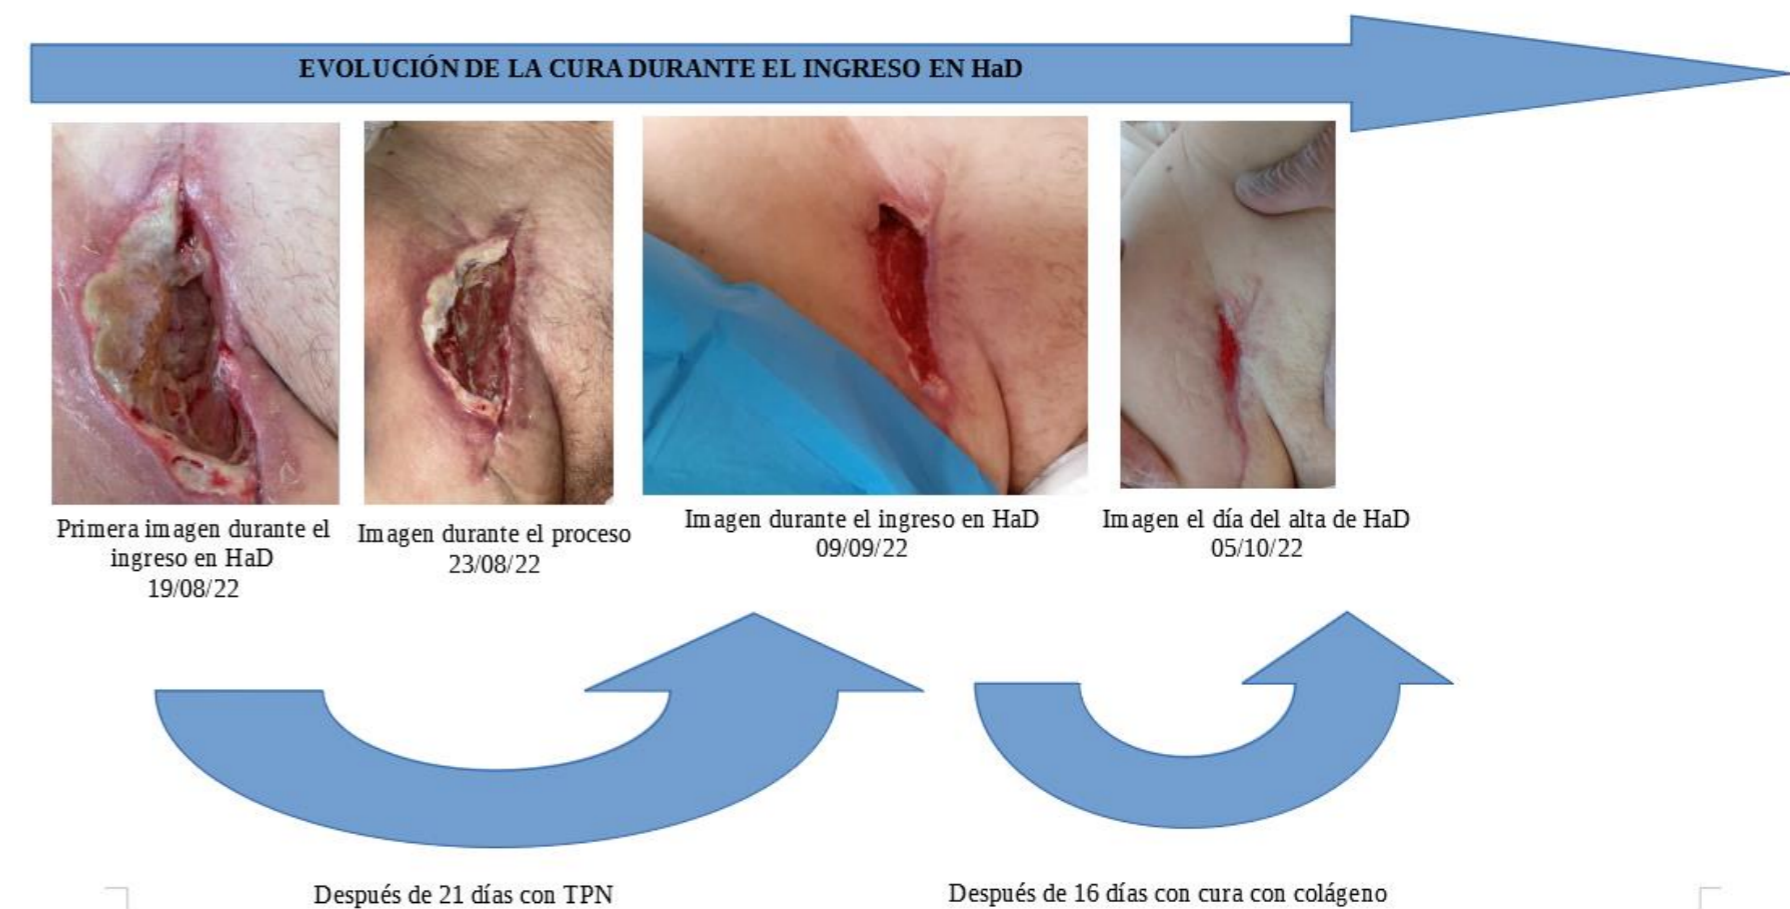 EVOLUCIÓN DE LA CURA DURANTE EL INGRESO EN HaD
Primera imagen durante el
ingreso en HaD
19/08/22
Imagen durante el proceso
23/08/22
Imagen durante el ingreso en HaD
09/09/22
Imagen el día del alta de HaD
05/10/22
Después de 21 días con TPN
Después de 16 días con cura con colágeno